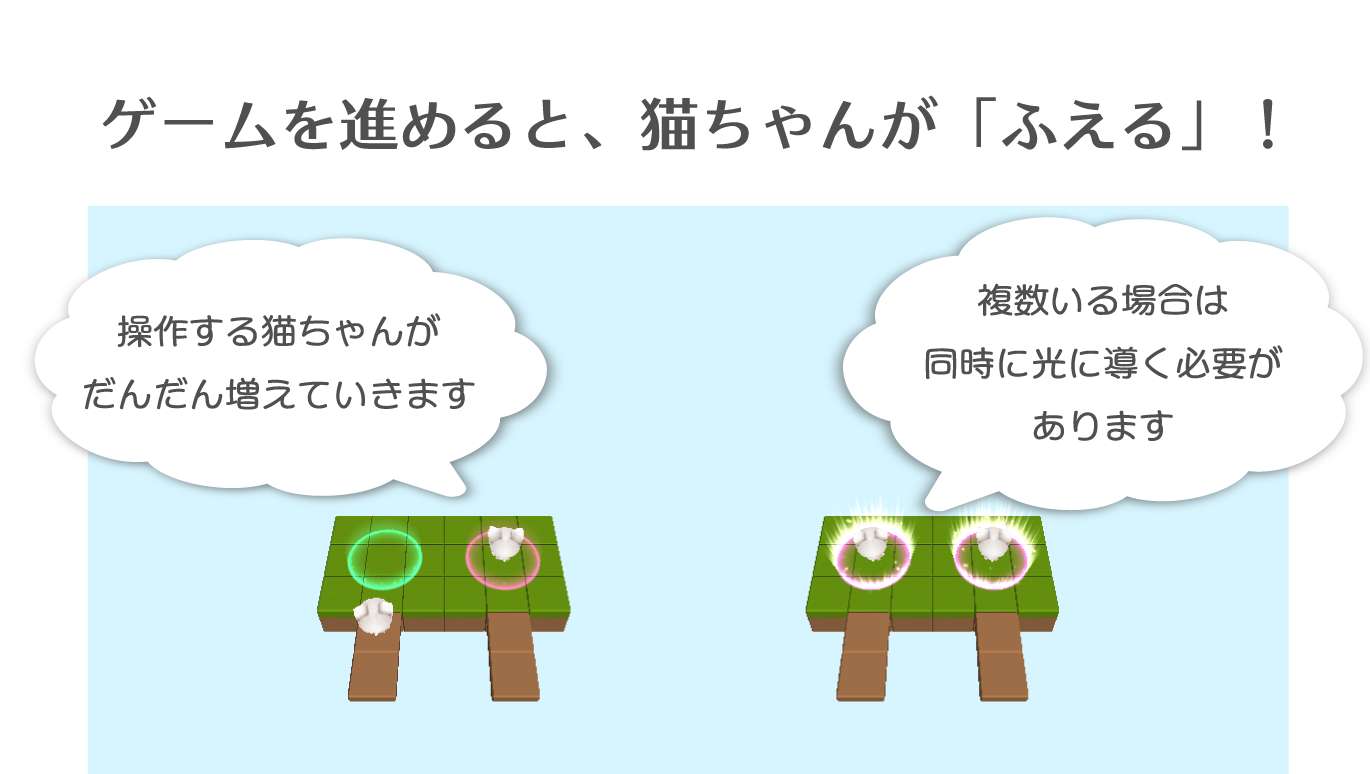 ゲームを進めると、猫ちゃんが「ふえる」！
操作する猫ちゃんが
だんだん増えていきます
複数いる場合は
同時に光に導く必要が
あります